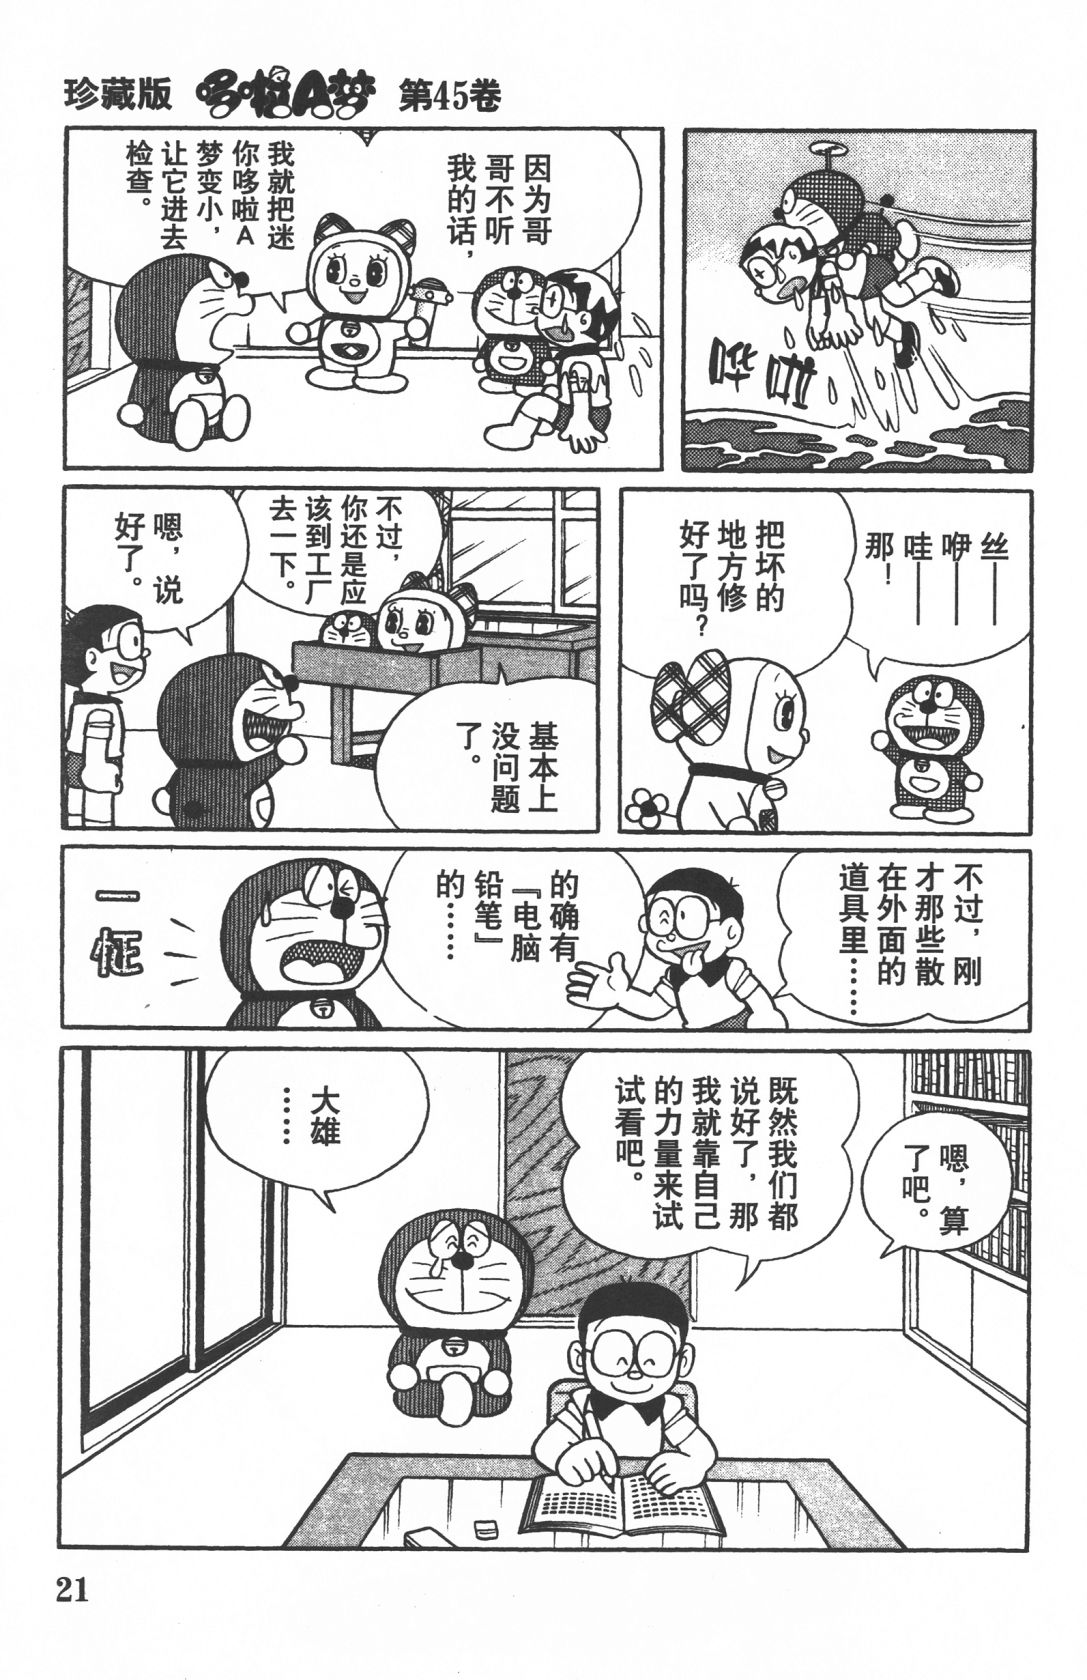 珍藏版 哆啦A梦 第45卷
哗啦
因为哥
哥不听
我的话，
我就把迷
你哆啦A
梦变小，
让它进去
检查。
丝——
咿——
哇——
那！
把坏的
地方修
好了吗？
基本上
没问题
了。
不过，
你还是应
该到工厂
去一下。
嗯，说
好了。
不过，刚
才那些散
在外面的
道具里……
的确有
『电脑
铅笔』
的……
一怔
嗯，算
了吧。
既然我们都
说好了，那
我就靠自己
的力量来试
试看吧。
大雄
……
21